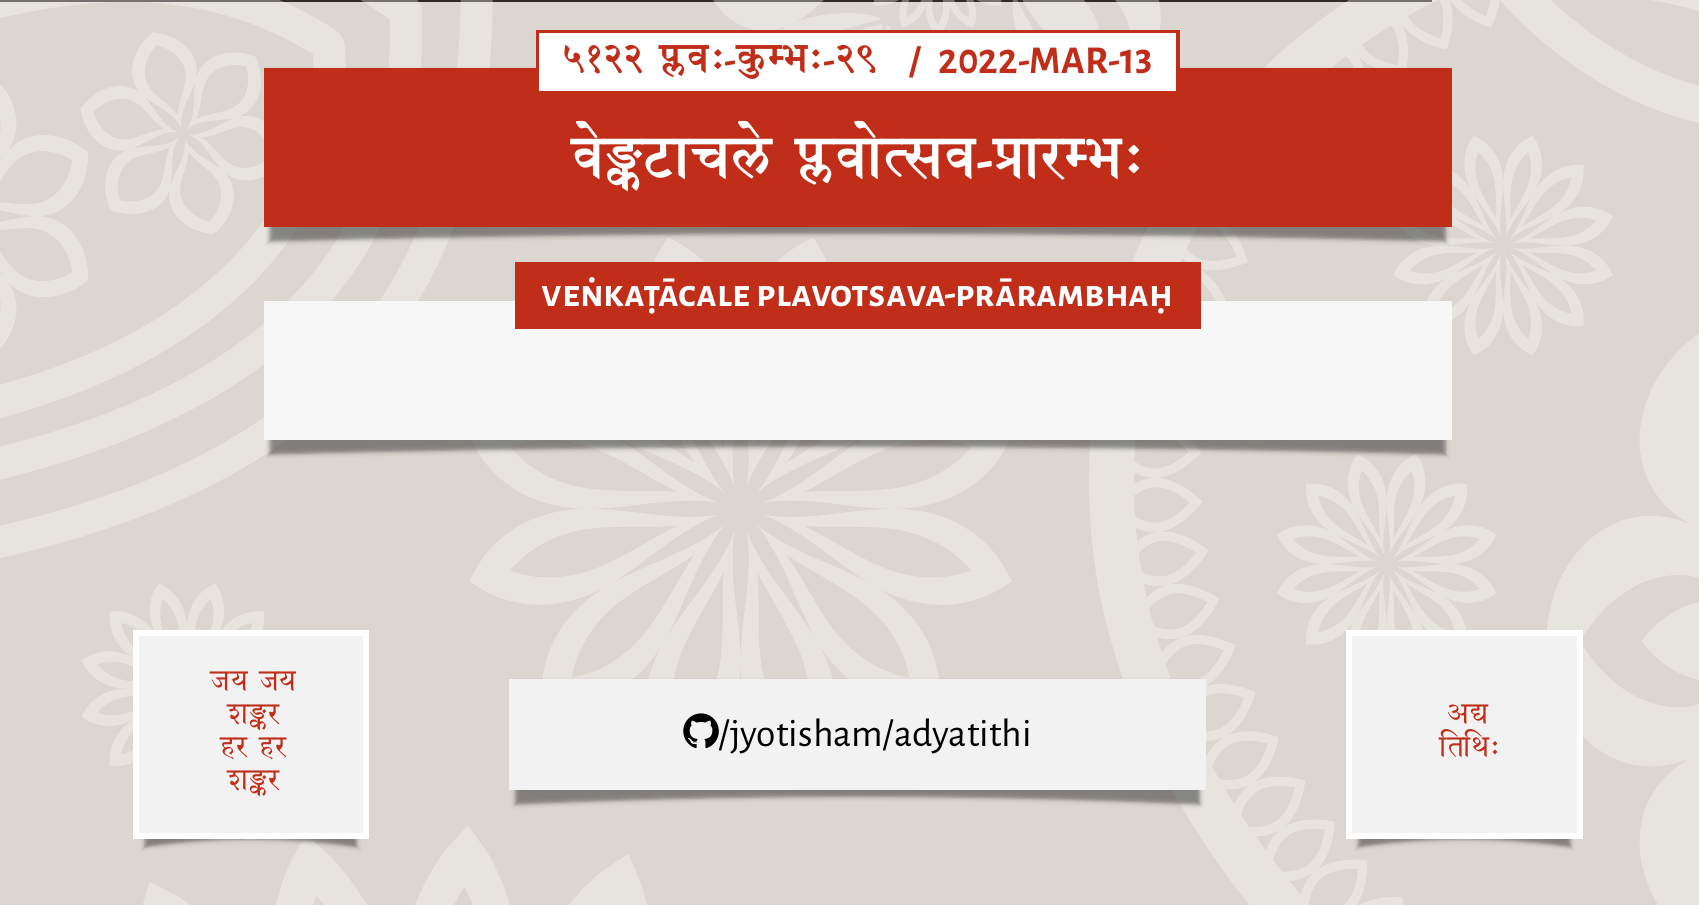 ५१२२ प्लवः-कुम्भः-२९ / 2022-MAR-13
वेङ्कटाचले प्लवोत्सव-प्रारम्भः
VEṄKAṬĀCALE PLAVOTSAVA-PRĀRAMBHAḤ
जय जय
शङ्कर
हर हर
शङ्कर
/jyotisham/adyatithi
अद्य
तिथिः